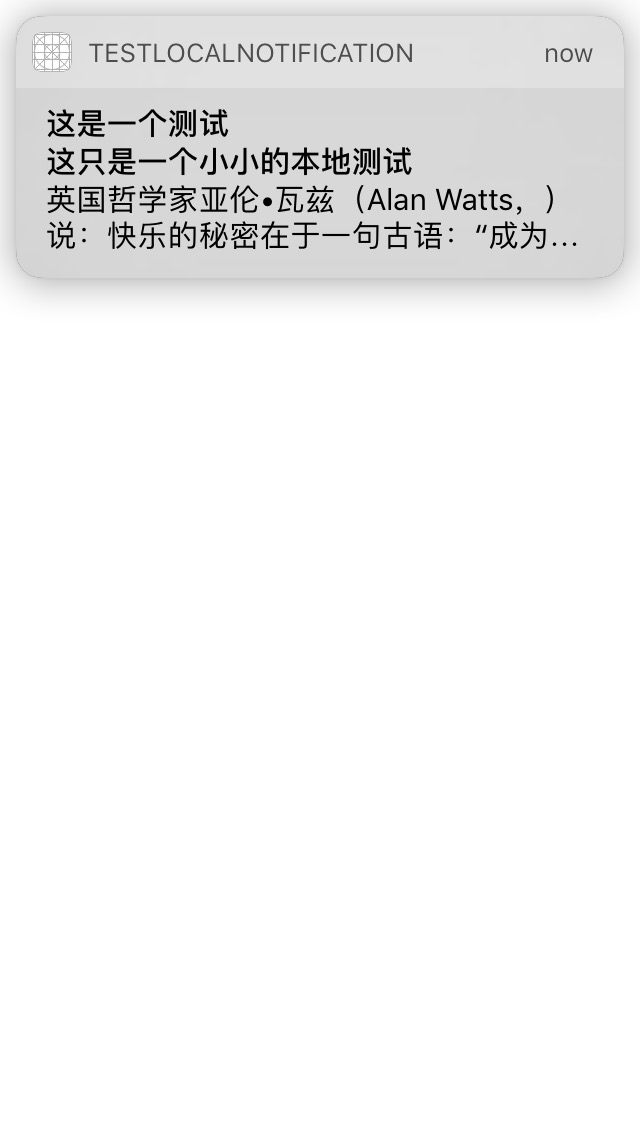 TESTLOCALNOTIFICATION now
这是一个测试
这只是一个小小的本地测试
英国哲学家亚伦•瓦兹（Alan Watts，）
说：快乐的秘密在于一句古语：“成为…